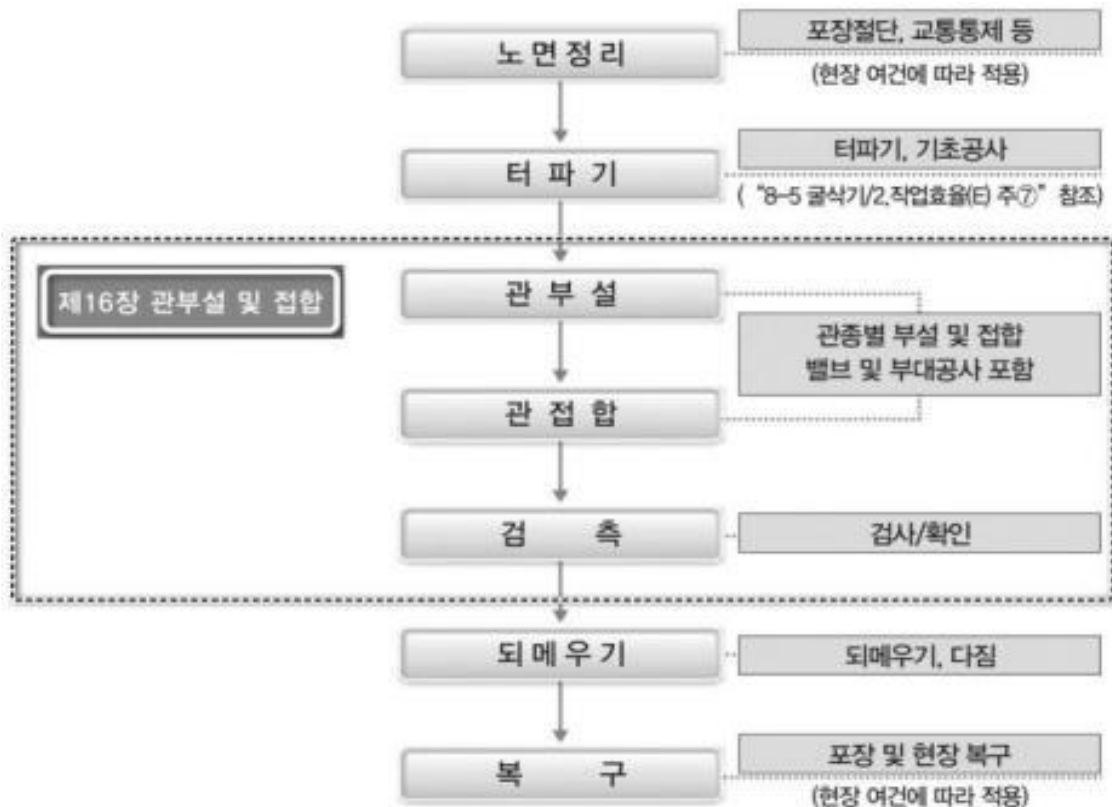 노 면 정 리
포장절단, 교통통제 등
(현장 여건에 따라 적용)
터 파 기
터파기, 기초공사
( “8-5 굴삭기/2.작업효율(E) 주⑦” 참조)
제16장 관부설 및 접합
관 부 설
관종별 부설 및 접합
밸브 및 부대공사 포함
관 접 합
검 측
검사/확인
되 메 우 기
되메우기, 다짐
복 구
포장 및 현장 복구
(현장 여건에 따라 적용)